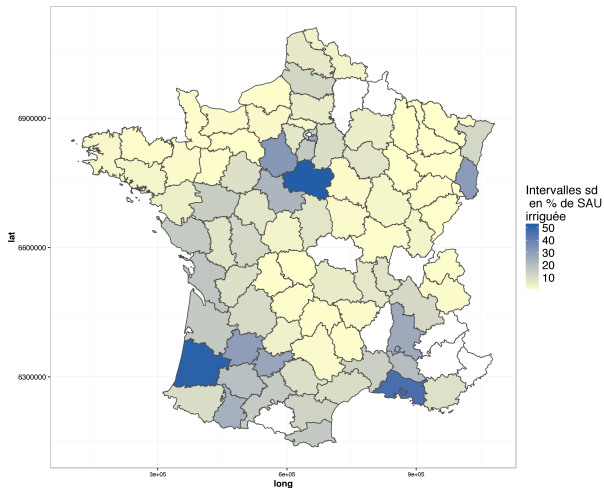 6900000
6600000
6300000
lat
3e+05
6e+05
9e+05
long
Intervalles sd
en % de SAU
irriguée
50
40
30
20
10